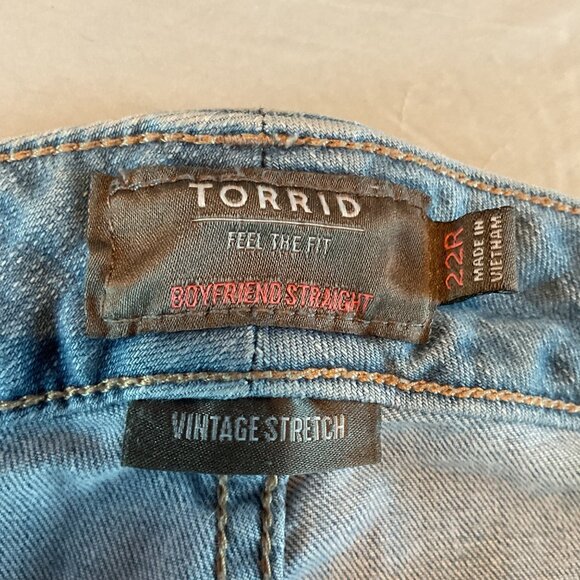 TORRID
FEEL THE FIT
BOYFRIEND STRAIGHT
22R
MADE IN
VIETNAM
VINTAGE STRETCH